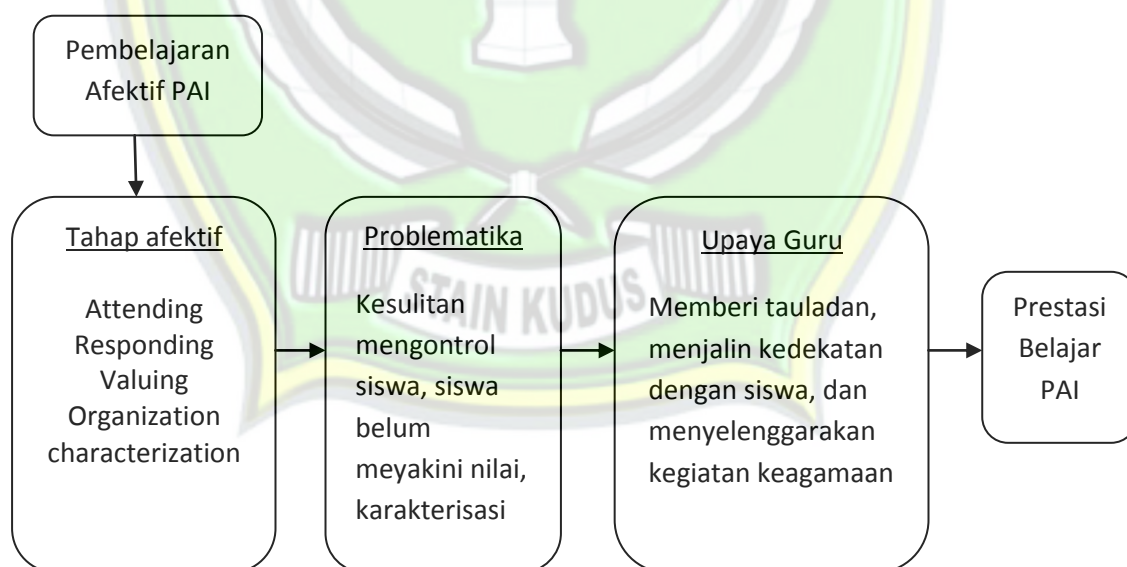 Pembelajaran
Afektif PAI
Tahap afektif
Attending
Responding
Valuing
Organization
characterization
Problematika
Kesulitan
mengontrol
siswa, siswa
belum
meyakini nilai,
karakterisasi
Upaya Guru
Memberi tauladan,
menjalin kedekatan
dengan siswa, dan
menyelenggarakan
kegiatan keagamaan
Prestasi
Belajar
PAI
STAIN KUDUS